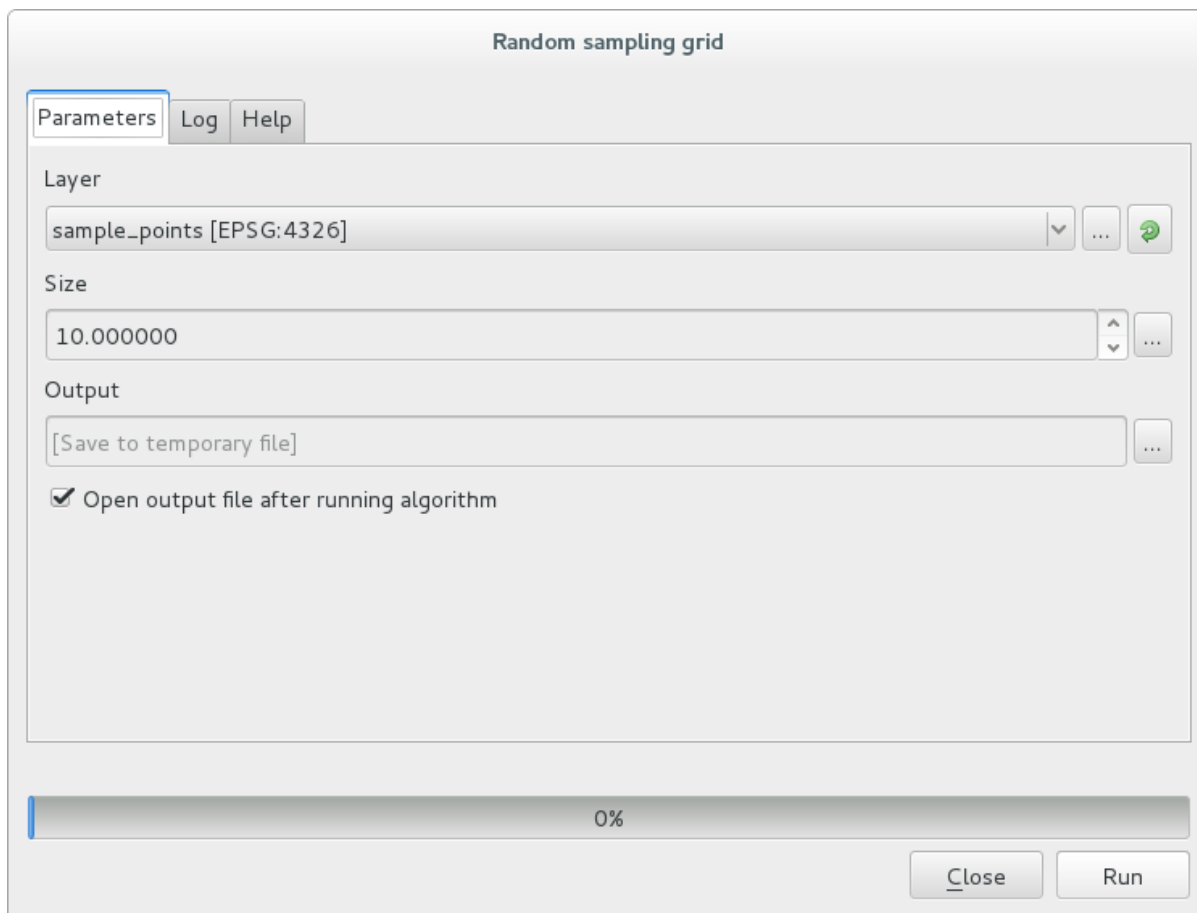 Random sampling grid
Parameters Log Help
Layer
sample_points [EPSG:4326]
...
Size
10.000000
...
Output
[Save to temporary file]
...
Open output file after running algorithm
0%
Close Run